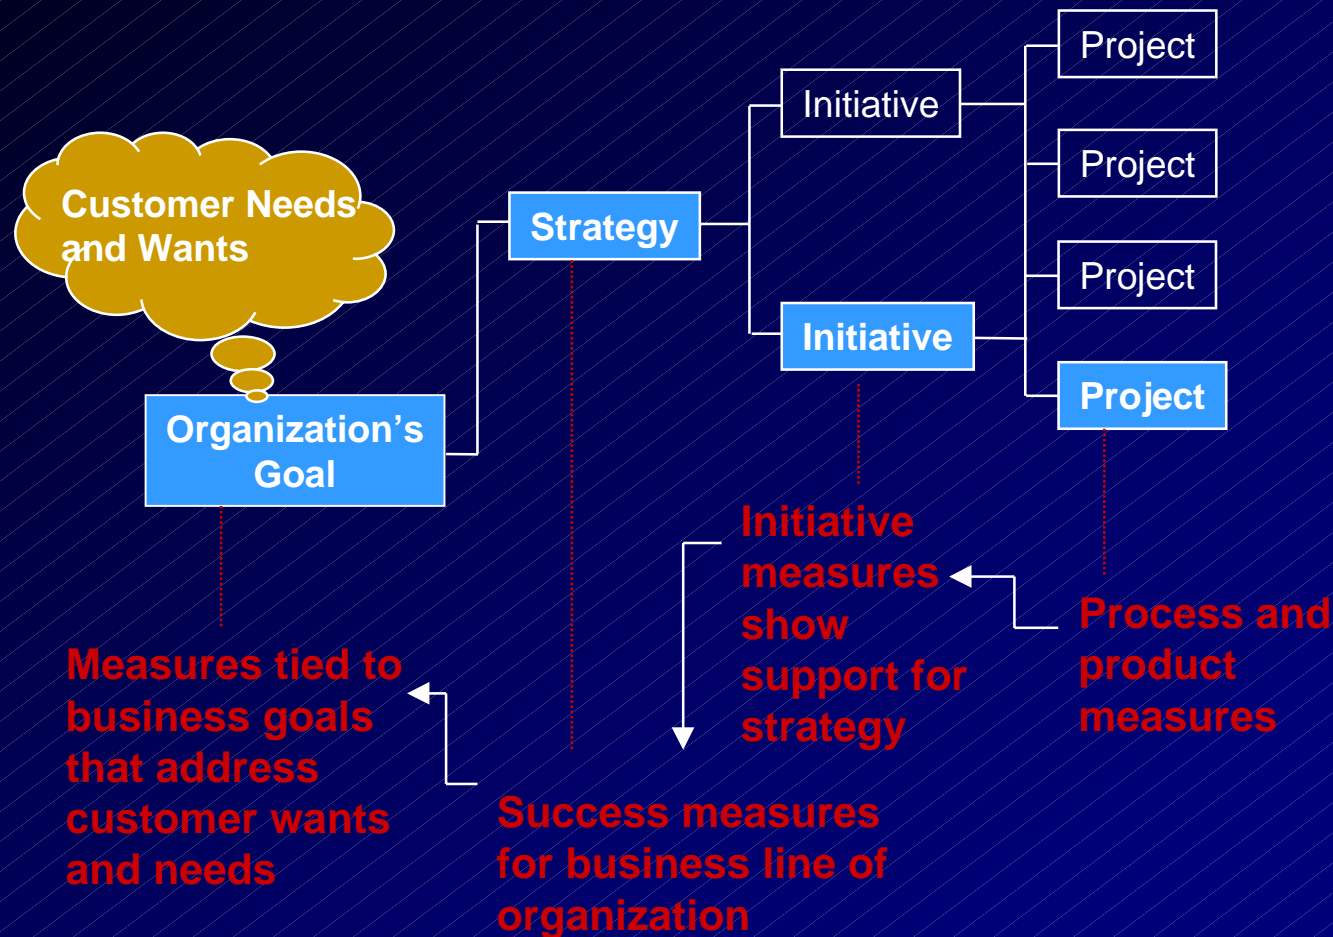 Customer Needs
and Wants
Organization’s
Goal
Strategy
Initiative
Initiative
Project
Project
Project
Project
Measures tied to
business goals
that address
customer wants
and needs
Success measures
for business line of
organization
Initiative
measures
show
support for
strategy
Process and
product
measures